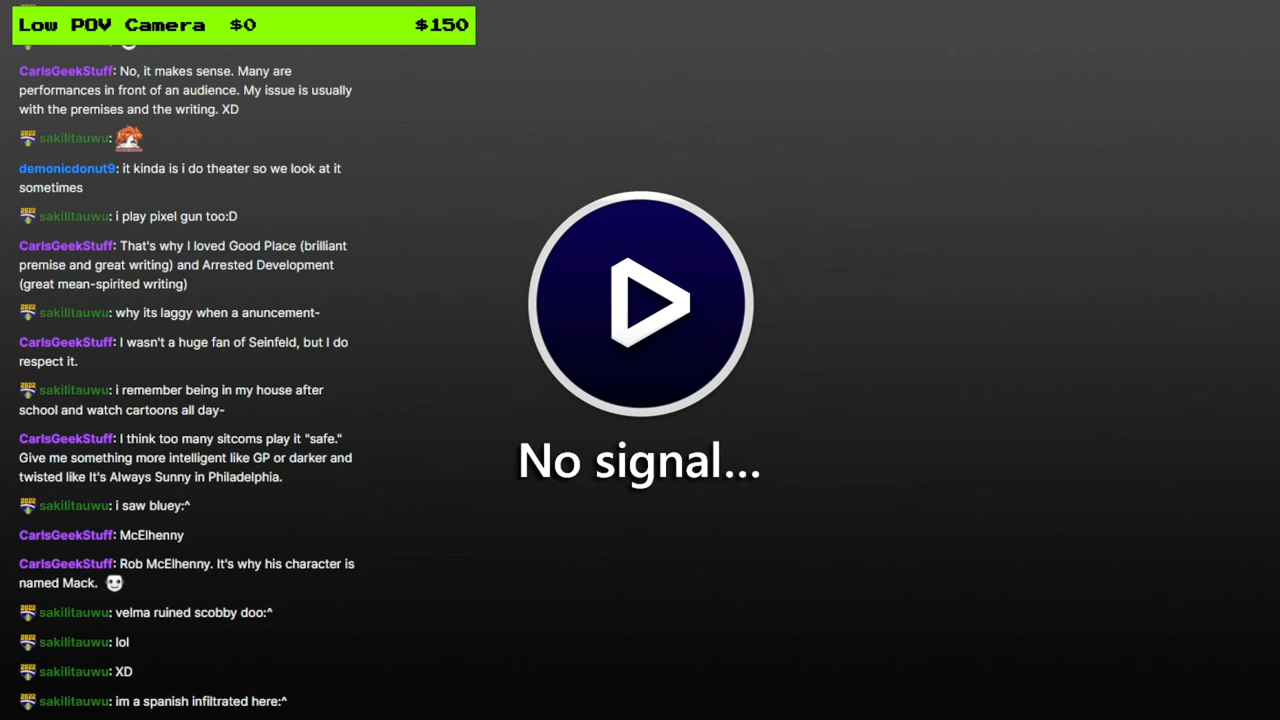 Low POV Camera $0 $150
CarlsGeekStuff: No, it makes sense. Many are
performances in front of an audience. My issue is usually
with the premises and the writing. XD
sakilitauwu:
demonicdonut9: it kinda is i do theater so we look at it
sometimes
sakilitauwu: i play pixel gun too:D
CarlsGeekStuff: That's why I loved Good Place (brilliant
premise and great writing) and Arrested Development
(great mean-spirited writing)
sakilitauwu: why its laggy when a anuncement-
CarlsGeekStuff: I wasn't a huge fan of Seinfeld, but I do
respect it.
sakilitauwu: i remember being in my house after
school and watch cartoons all day-
CarlsGeekStuff: I think too many sitcoms play it "safe."
Give me something more intelligent like GP or darker and
twisted like It's Always Sunny in Philadelphia.
sakilitauwu: i saw bluey:^
CarlsGeekStuff: McElhenny
CarlsGeekStuff: Rob McElhenny. It's why his character is
named Mack.
sakilitauwu: velma ruined scobby doo:^
sakilitauwu: lol
sakilitauwu: XD
sakilitauwu: im a spanish infiltrated here:^
No signal...